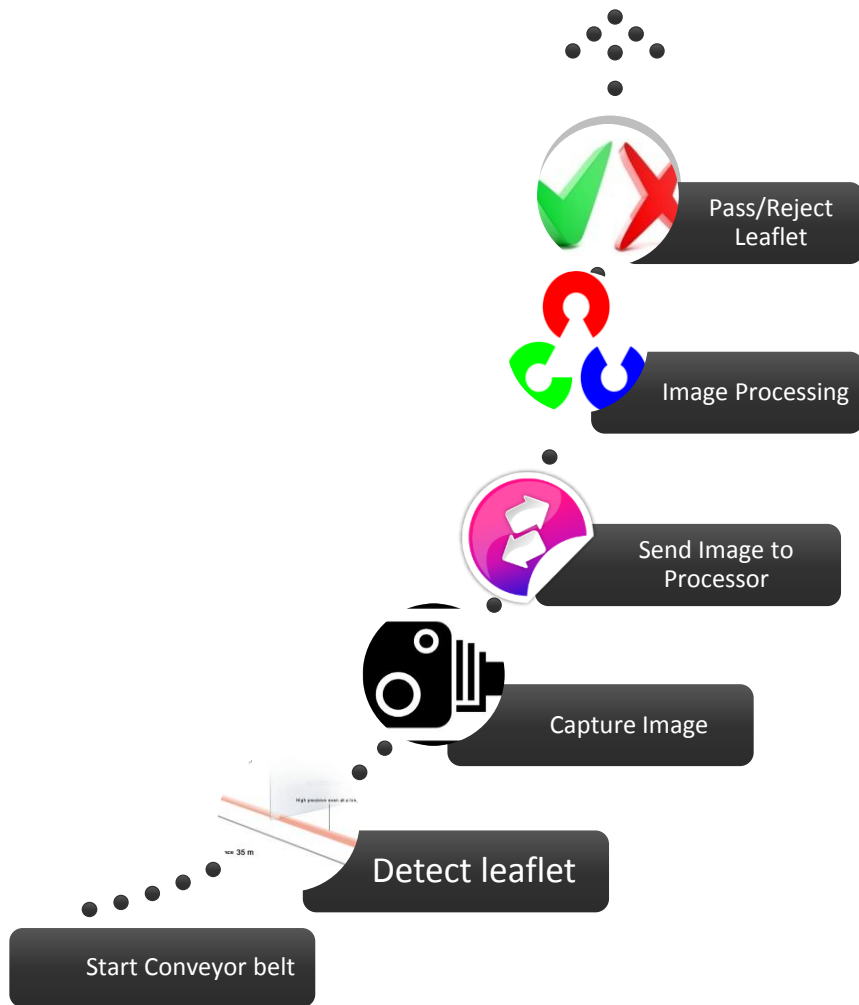 Pass/Reject
Leaflet
Image Processing
Send Image to
Processor
Capture Image
High precision even at a
35 m
Detect leaflet
Start Conveyor belt